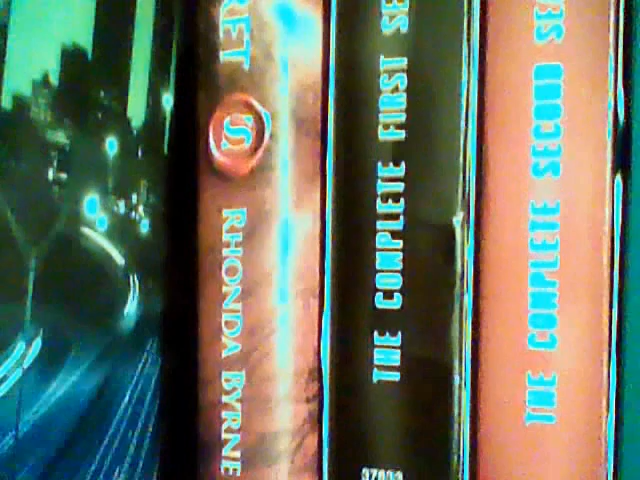 RET
S
RHONDA BYRNE
THE COMPLETE FIRST SE
THE COMPLETE SECOND SE